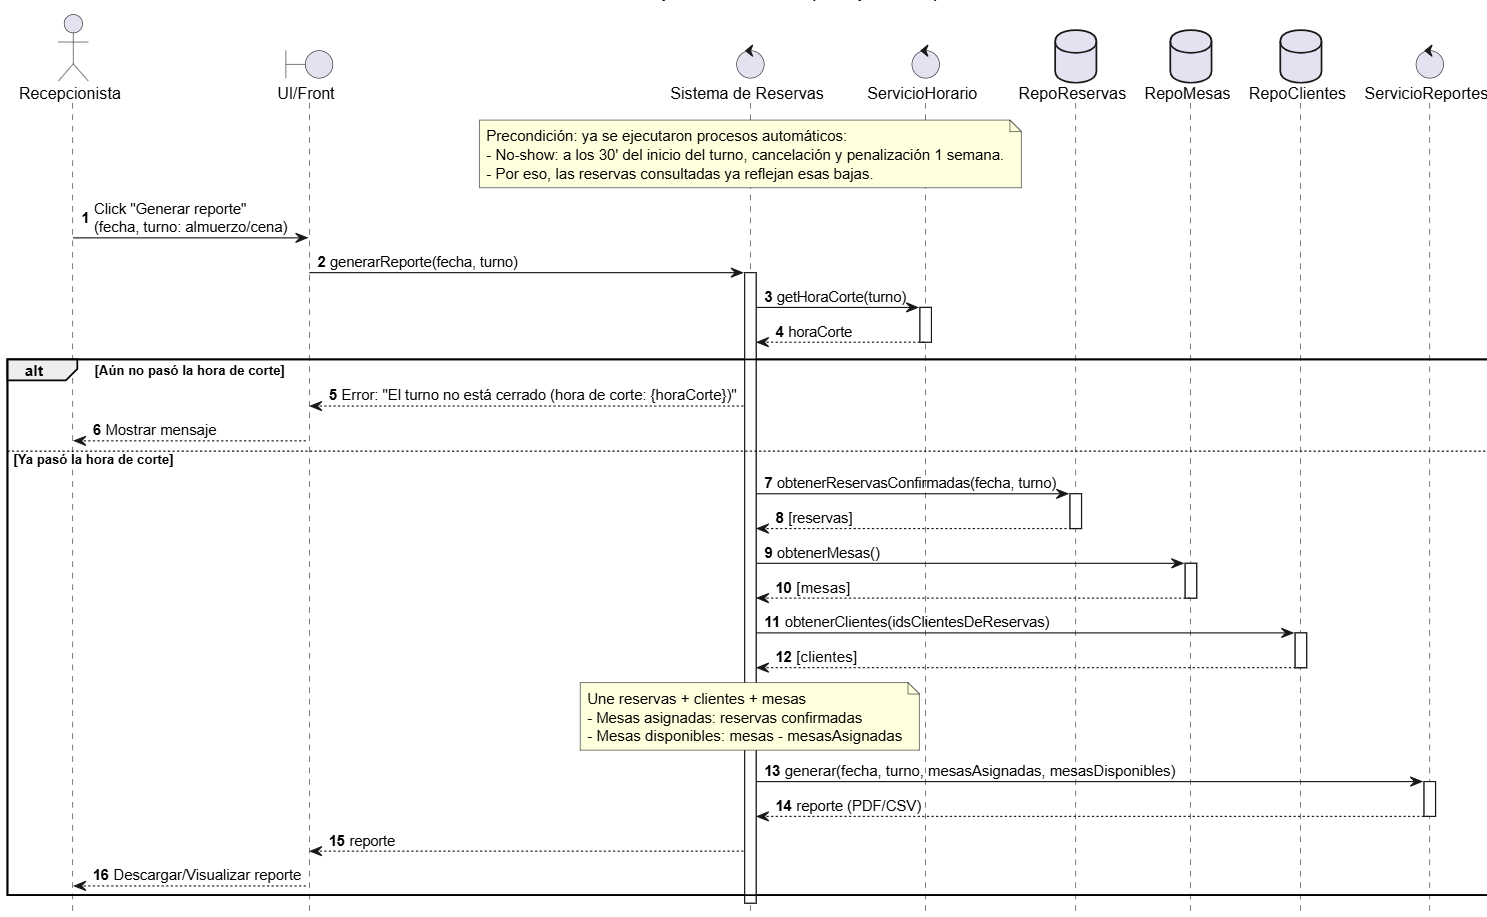 Recepcionista
UI/Front
Sistema de Reservas
ServicioHorario
RepoReservas
RepoMesas
RepoClientes
ServicioReportes
Precondición: ya se ejecutaron procesos automáticos:
- No-show: a los 30' del inicio del turno, cancelación y penalización 1 semana.
- Por eso, las reservas consultadas ya reflejan esas bajas.
1 Click "Generar reporte"
(fecha, turno: almuerzo/cena)
2 generarReporte(fecha, turno)
3 getHoraCorte(turno)
4 horaCorte
alt [Aún no pasó la hora de corte]
5 Error: "El turno no está cerrado (hora de corte: {horaCorte})"
6 Mostrar mensaje
[Ya pasó la hora de corte]
7 obtenerReservasConfirmadas(fecha, turno)
8 [reservas]
9 obtenerMesas()
10 [mesas]
11 obtenerClientes(idsClientesDeReservas)
12 [clientes]
Une reservas + clientes + mesas
- Mesas asignadas: reservas confirmadas
- Mesas disponibles: mesas - mesasAsignadas
13 generar(fecha, turno, mesasAsignadas, mesasDisponibles)
14 reporte (PDF/CSV)
15 reporte
16 Descargar/Visualizar reporte